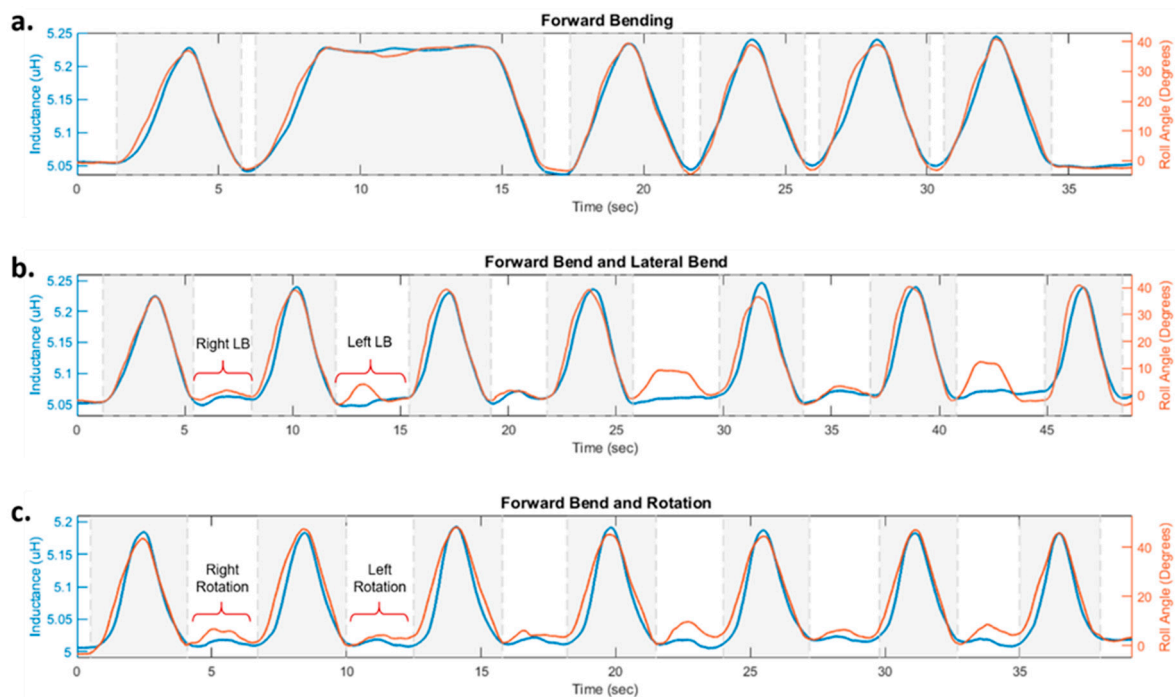 a.
Forward Bending
Inductance (uH)
5.25
5.2
5.15
5.1
5.05
40
30
20
10
0
Roll Angle (Degrees)
0 5 10 15 20 25 30 35
Time (sec)
b.
Forward Bend and Lateral Bend
Inductance (uH)
5.25
5.2
5.15
5.1
5.05
Right LB
Left LB
40
30
20
10
0
Roll Angle (Degrees)
0 5 10 15 20 25 30 35 40 45
Time (sec)
c.
Forward Bend and Rotation
Inductance (uH)
5.2
5.15
5.1
5.05
5
Right
Rotation
Left
Rotation
40
20
0
Roll Angle (Degrees)
0 5 10 15 20 25 30 35
Time (sec)